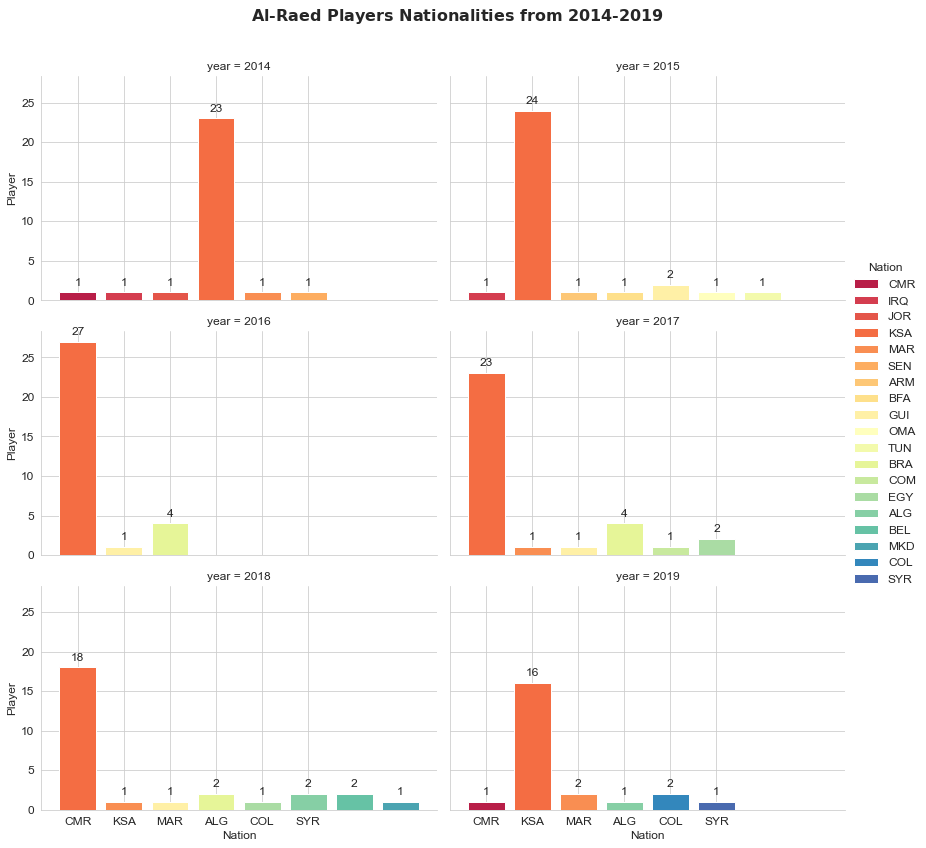 Al-Raed Players Nationalities from 2014-2019
year = 2014
year = 2015
25
20
15
10
5
0
Player
1 1 1 23 1 1
1 24 1 1 2 1 1
year = 2016
year = 2017
25
20
15
10
5
0
Player
27 1 4
23 1 1 4 1 2
year = 2018
year = 2019
25
20
15
10
5
0
Player
18 1 1 2 1 2 2 1
1 16 2 1 2 1
CMR KSA MAR ALG COL SYR
CMR KSA MAR ALG COL SYR
Nation
Nation
Nation
CMR
IRQ
JOR
KSA
MAR
SEN
ARM
BFA
GUI
OMA
TUN
BRA
COM
EGY
ALG
BEL
MKD
COL
SYR